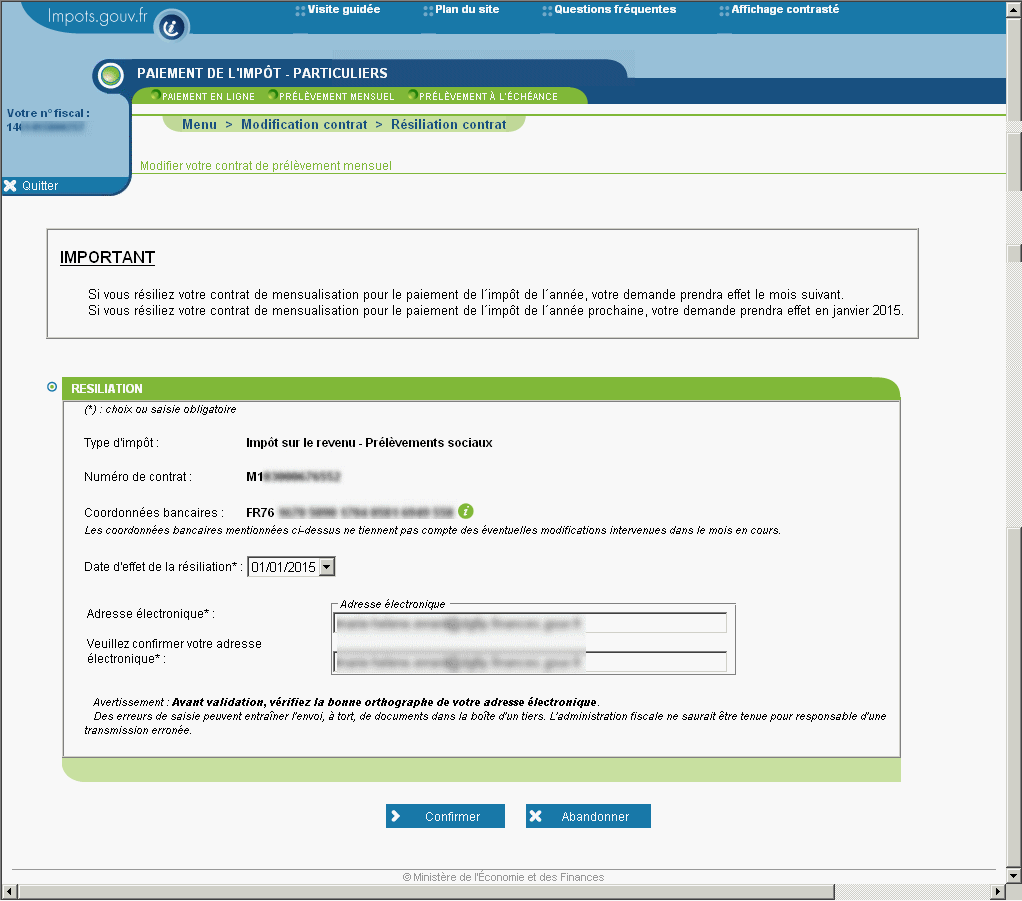 Impots.gouv.fr
Visite guidée
Plan du site
Questions fréquentes
Affichage contrasté
PAIEMENT DE L'IMPÔT - PARTICULIERS
PAIEMENT EN LIGNE
PRÉLÈVEMENT MENSUEL
PRÉLÈVEMENT À L'ÉCHÉANCE
Votre n° fiscal :
Menu > Modification contrat > Résiliation contrat
Modifier votre contrat de prélèvement mensuel
Quitter
IMPORTANT
Si vous résiliez votre contrat de mensualisation pour le paiement de l´impôt de l´année, votre demande prendra effet le mois suivant.
Si vous résiliez votre contrat de mensualisation pour le paiement de l´impôt de l´année prochaine, votre demande prendra effet en janvier 2015.
RESILIATION
(*) : choix ou saisie obligatoire
Type d'impôt : Impôt sur le revenu - Prélèvements sociaux
Numéro de contrat : M1
Coordonnées bancaires : FR76
Les coordonnées bancaires mentionnées ci-dessus ne tiennent pas compte des éventuelles modifications intervenues dans le mois en cours.
Date d'effet de la résiliation* : 01/01/2015
Adresse électronique
Adresse électronique* :
Veuillez confirmer votre adresse
électronique* :
Avertissement : Avant validation, vérifiez la bonne orthographe de votre adresse électronique.
Des erreurs de saisie peuvent entraîner l'envoi, à tort, de documents dans la boîte d'un tiers. L'administration fiscale ne saurait être tenue pour responsable d'une
transmission erronée.
Confirmer
Abandonner
© Ministère de l'Économie et des Finances